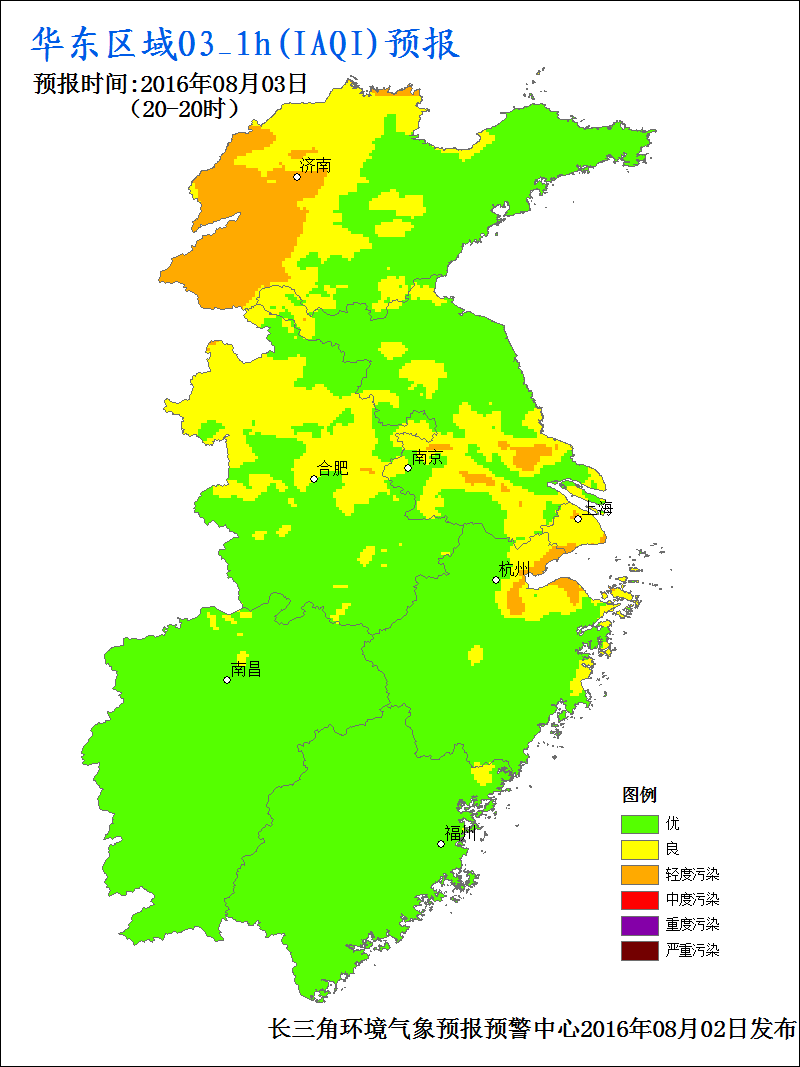 华东区域O3_1h(IAQI)预报
预报时间:2016年08月03日
（20-20时）
济南
合肥
南京
上海
杭州
南昌
福州
图例
优
良
轻度污染
中度污染
重度污染
严重污染
长三角环境气象预报预警中心2016年08月02日发布